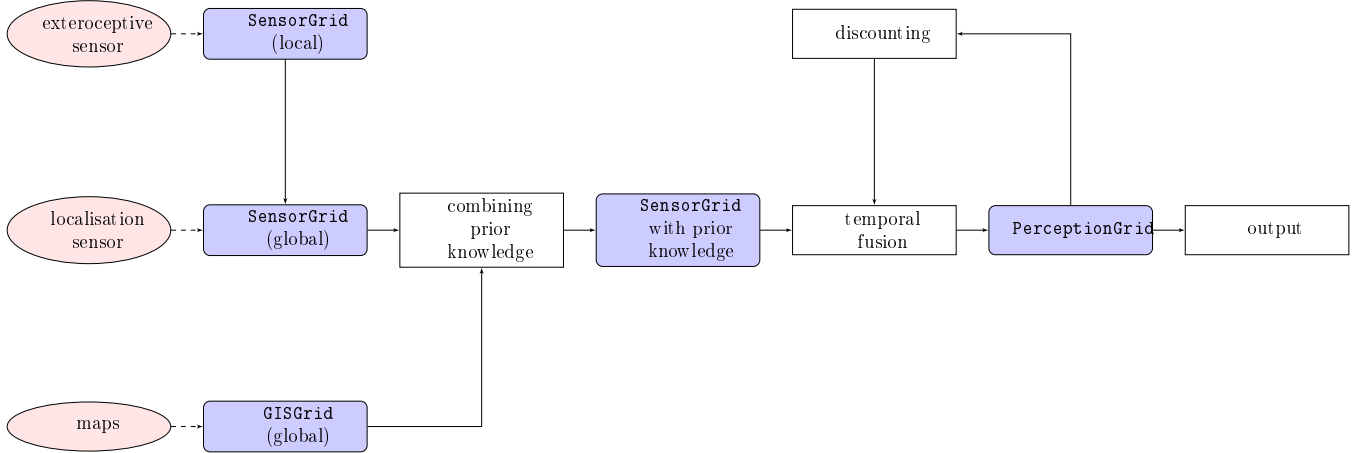 exteroceptive
sensor
SensorGrid
(local)
discounting
localisation
sensor
SensorGrid
(global)
combining
prior
knowledge
SensorGrid
with prior
knowledge
temporal
fusion
PerceptionGrid
output
maps
GISGrid
(global)